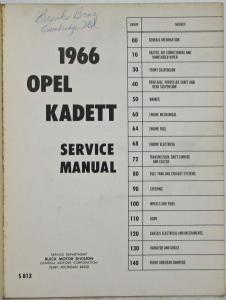 1966
OPEL
KADETT
SERVICE
MANUAL
SERVICE DEPARTMENT
BUICK MOTOR DIVISION
GENERAL MOTORS CORPORATION
FLINT, MICHIGAN 48550
S 013
GROUP SUBJECT
00 GENERAL INFORMATION
10 HEATER, AIR CONDITIONING AND
WINDSHIELD WIPER
30 FRONT SUSPENSION
40 REAR AXLE, PROPELLER SHAFT AND
REAR SUSPENSION
50 BRAKES
60 ENGINE MECHANICAL
64 ENGINE FUEL
68 ENGINE ELECTRICAL
72 TRANSMISSION, SHIFT LINKAGE
AND CLUTCH
80 FUEL TANK AND EXHAUST SYSTEMS
90 STEERING
100 WHEELS AND TIRES
110 BODY
120 CHASSIS ELECTRICAL AND INSTRUMENTS
130 RADIATOR AND GRILLE
140 FRONT AND REAR BUMPERS